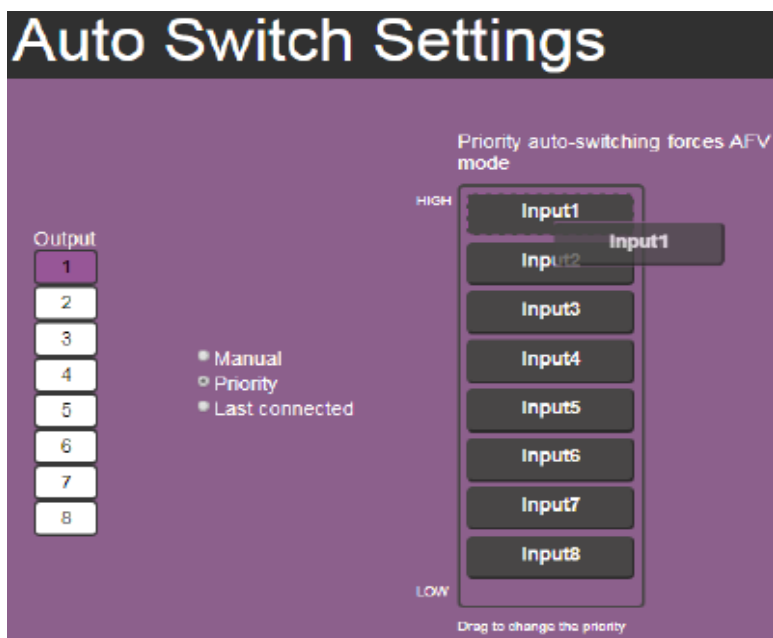 Auto Switch Settings
Priority auto-switching forces AFV
mode
HIGH
Input1
Input1
Input2
Input3
Input4
Input5
Input6
Input7
Input8
LOW
Drag to change the priority
Output
1
2
3
4
5
6
7
8
Manual
Priority
Last connected